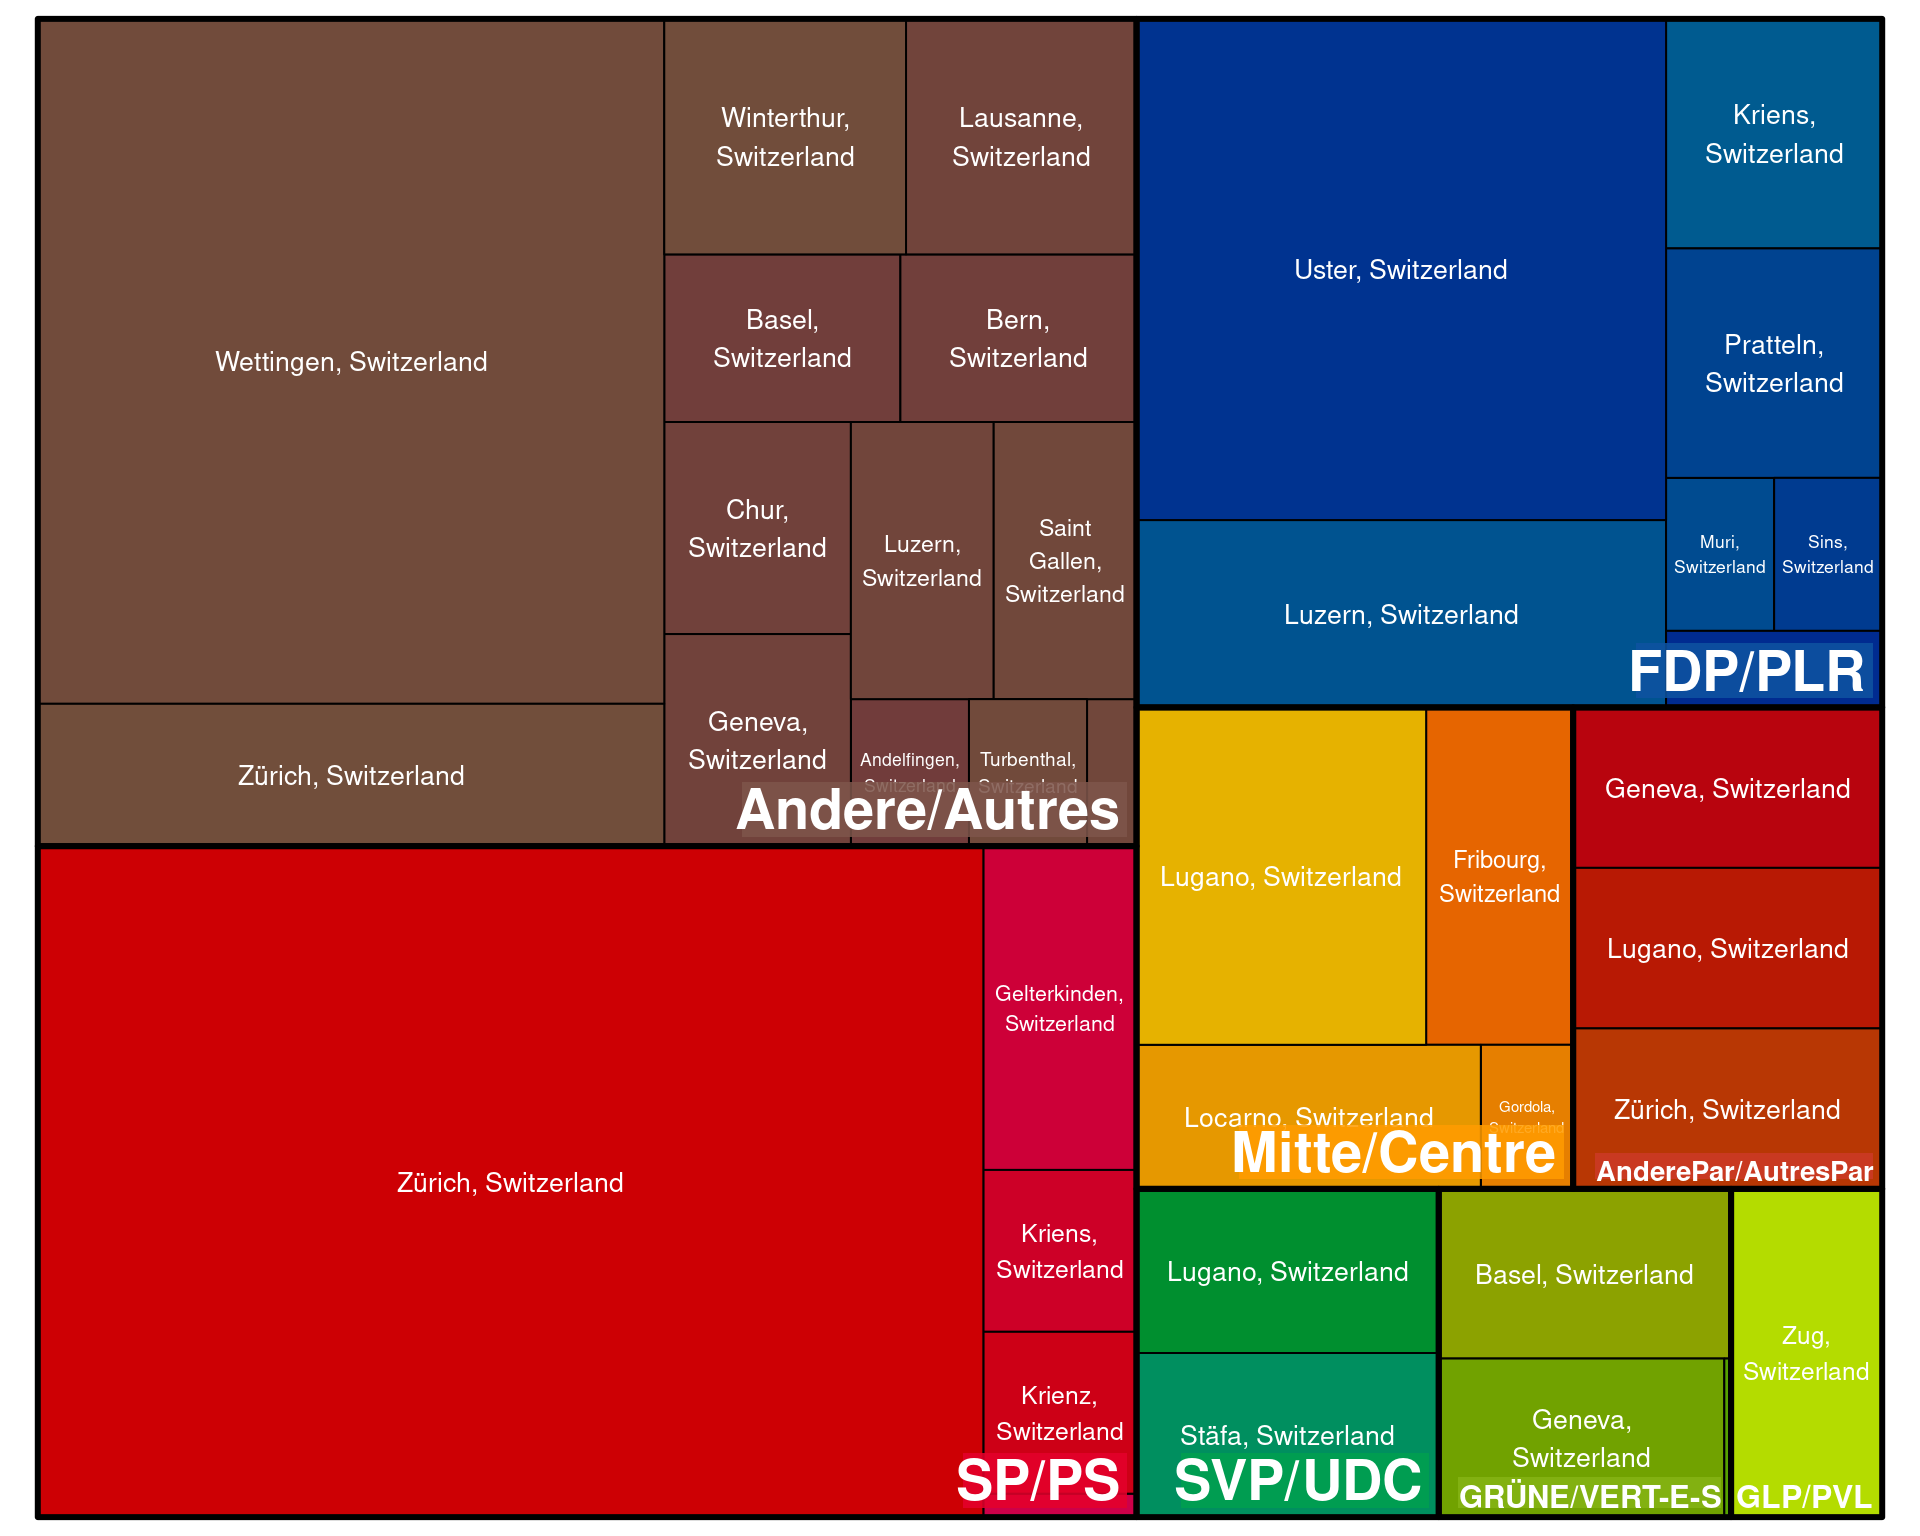 Wettingen, Switzerland
Zürich, Switzerland
Winterthur,
Switzerland
Lausanne,
Switzerland
Basel,
Switzerland
Bern,
Switzerland
Chur,
Switzerland
Luzern,
Switzerland
Saint
Gallen,
Switzerland
Geneva,
Switzerland
Andelfingen,
Switzerland
Turbenthal,
Switzerland
Andere/Autres
Uster, Switzerland
Luzern, Switzerland
Kriens,
Switzerland
Pratteln,
Switzerland
Muri,
Switzerland
Sins,
Switzerland
FDP/PLR
Zürich, Switzerland
Gelterkinden,
Switzerland
Kriens,
Switzerland
Krienz,
Switzerland
SP/PS
Lugano, Switzerland
Fribourg,
Switzerland
Locarno, Switzerland
Gordola,
Switzerland
Mitte/Centre
Geneva, Switzerland
Lugano, Switzerland
Zürich, Switzerland
AnderePar/AutresPar
Lugano, Switzerland
Stäfa, Switzerland
SVP/UDC
Basel, Switzerland
Geneva,
Switzerland
GRÜNE/VERT-E-S
Zug,
Switzerland
GLP/PVL